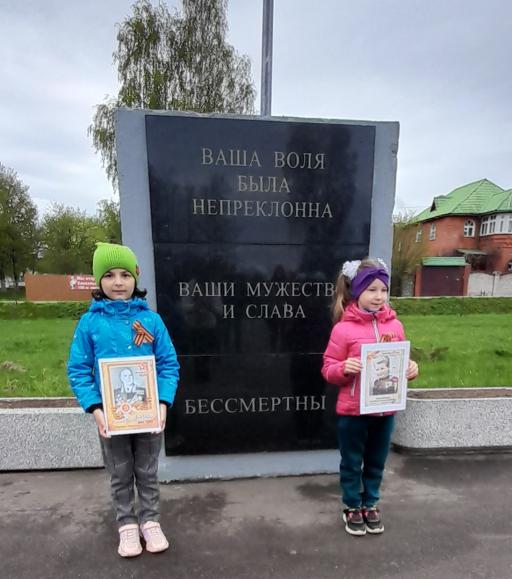 ВАША ВОЛЯ
БЫЛА
НЕПРЕКЛОННА
ВАШИ МУЖЕСТВ
И СЛАВА
БЕССМЕРТНЫ